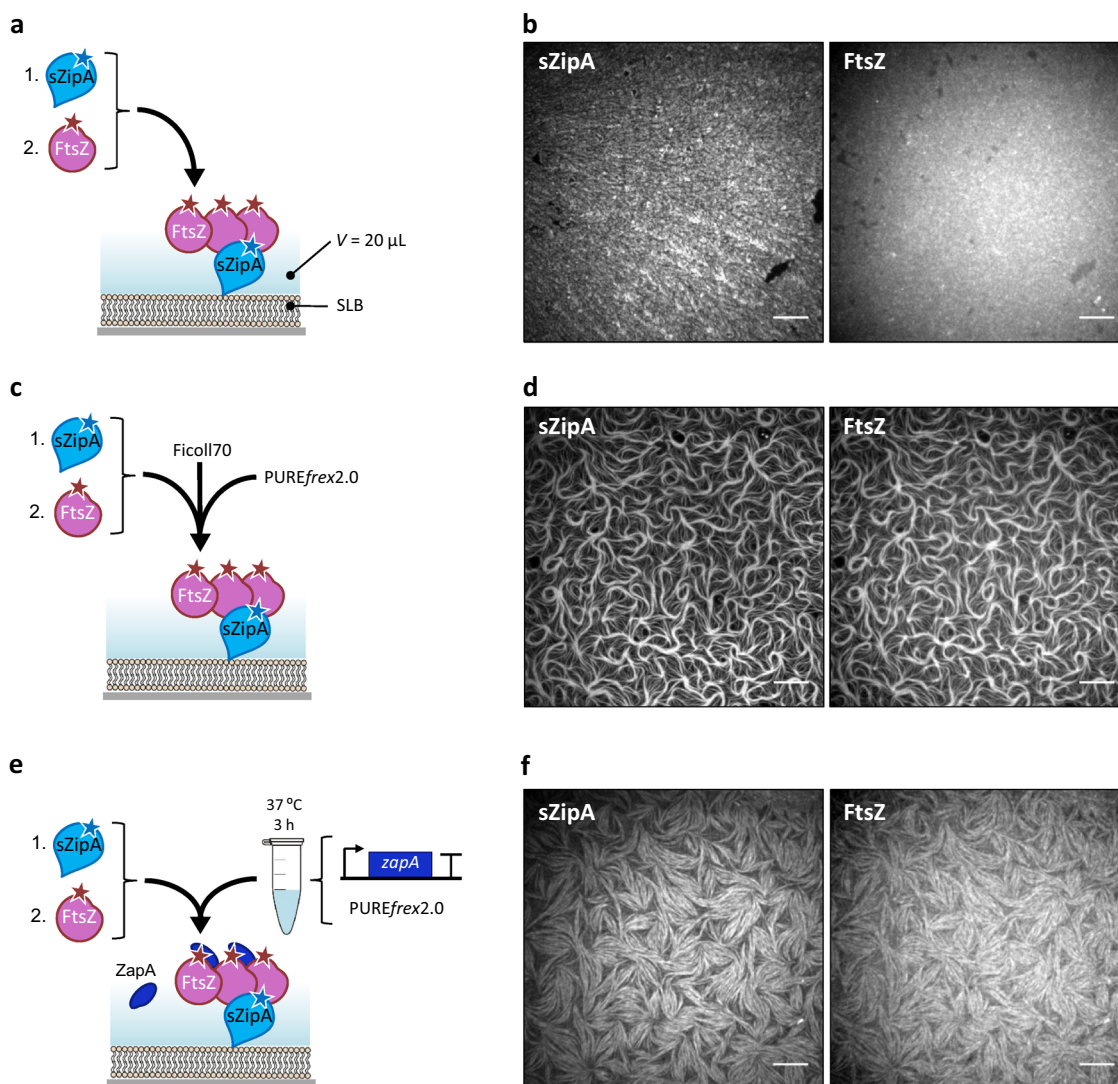 a
1.
sZipA
2.
FtsZ
FtsZ
sZipA
V = 20 µL
SLB
b
sZipA
FtsZ
c
1.
sZipA
2.
FtsZ
Ficoll70
PUREfrex2.0
FtsZ
sZipA
d
sZipA
FtsZ
e
1.
sZipA
2.
FtsZ
37 ºC
3 h
zapA
PUREfrex2.0
ZapA
FtsZ
sZipA
f
sZipA
FtsZ